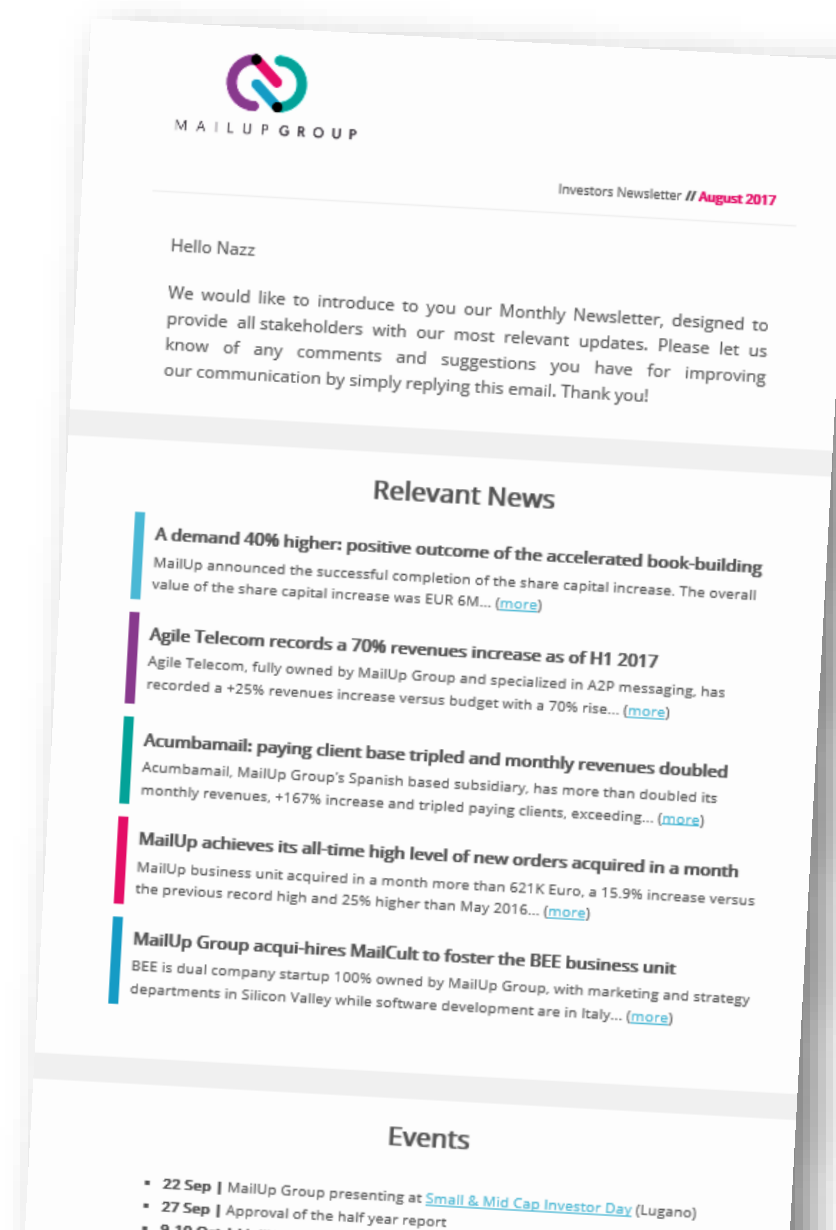 MAILUPGROUP
Investors Newsletter // August 2017
Hello Nazz
We would like to introduce to you our Monthly Newsletter, designed to
provide all stakeholders with our most relevant updates. Please let us
know of any comments and suggestions you have for improving
our communication by simply replying this email. Thank you!
Relevant News
A demand 40% higher: positive outcome of the accelerated book-building
MailUp announced the successful completion of the share capital increase. The overall
value of the share capital increase was EUR 6M... (more)
Agile Telecom records a 70% revenues increase as of H1 2017
Agile Telecom, fully owned by MailUp Group and specialized in A2P messaging, has
recorded a +25% revenues increase versus budget with a 70% rise... (more)
Acumbamail: paying client base tripled and monthly revenues doubled
Acumbamail, MailUp Group's Spanish based subsidiary, has more than doubled its
monthly revenues, +167% increase and tripled paying clients, exceeding... (more)
MailUp achieves its all-time high level of new orders acquired in a month
MailUp business unit acquired in a month more than 621K Euro, a 15.9% increase versus
the previous record high and 25% higher than May 2016... (more)
MailUp Group acqui-hires MailCult to foster the BEE business unit
BEE is dual company startup 100% owned by MailUp Group, with marketing and strategy
departments in Silicon Valley while software development are in Italy... (more)
Events
▪ 22 Sep | MailUp Group presenting at Small & Mid Cap Investor Day (Lugano)
▪ 27 Sep | Approval of the half year report